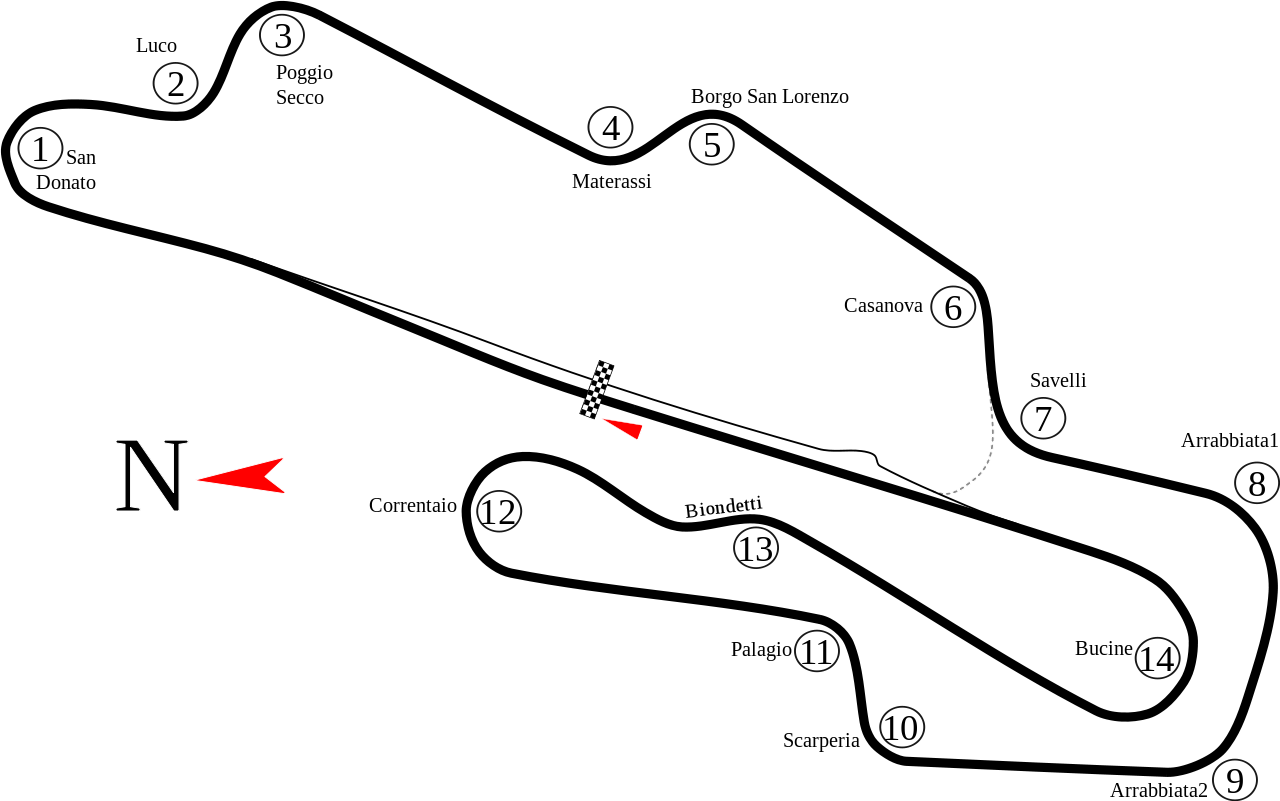 3
Luco
Poggio
Secco
2
Borgo San Lorenzo
4
5
1
San
Donato
Materassi
Casanova
6
Savelli
7
Arrabbiata1
8
N
Correntaio
12
Biondetti
13
Palagio
11
Bucine
14
Scarperia
10
Arrabbiata2
9